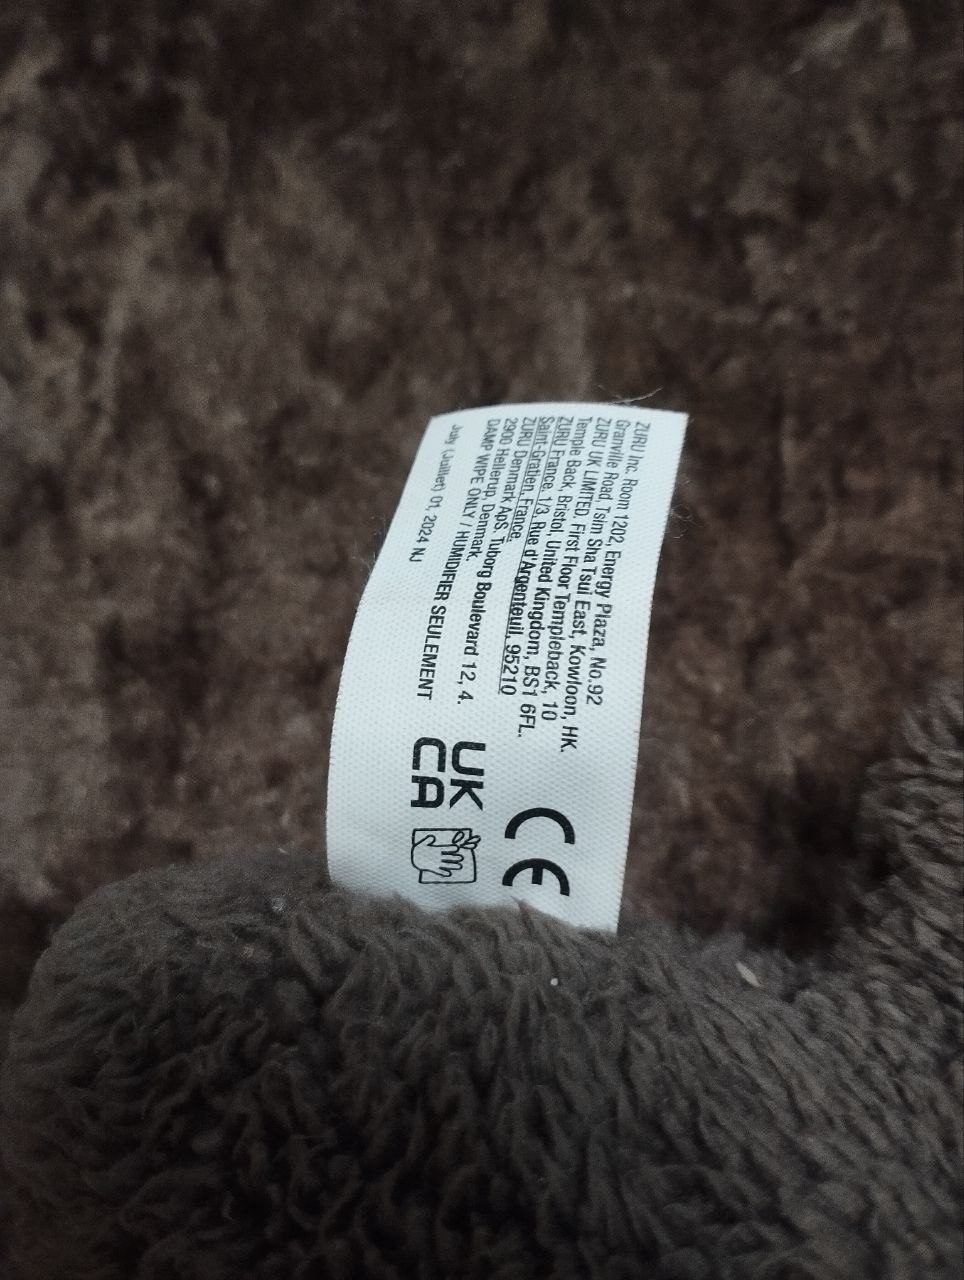 ZURU Inc. Room 1202, Energy Plaza, No.92
Granville Road, Tsim Sha Tsui East, Kowloon, HK.
ZURU UK LIMITED, First Floor Templeback, 10
Temple Back, Bristol, United Kingdom, BS1 6FL.
ZURU France, 1/3, Rue d'Argenteuil, 95210
Saint-Gratien, France.
ZURU Denmark ApS. Tuborg Boulevard 12, 4.
2900 Hellerup, Denmark.
DAMP WIPE ONLY / HUMIDIFIER SEULEMENT
July (Juillet) 01, 2024 NJ
CE
UK
CA